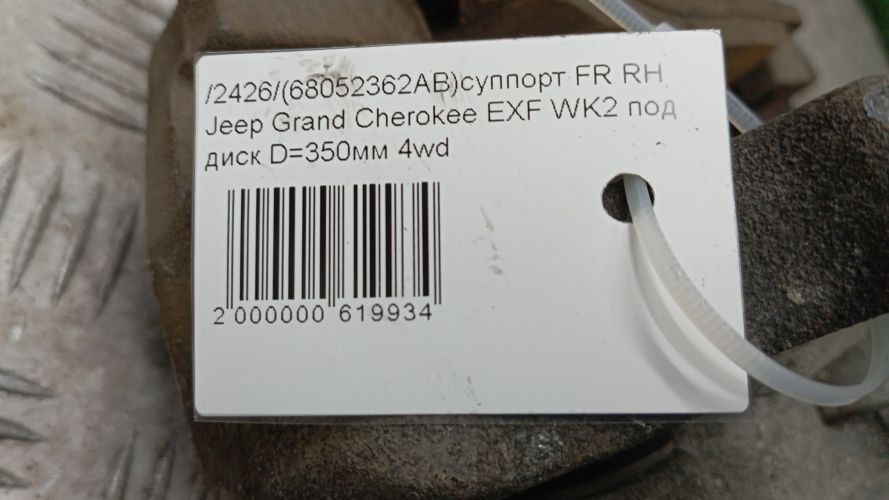 /2426/(68052362AB)суппорт FR RH
Jeep Grand Cherokee EXF WK2 под
диск D=350мм 4wd
2 000000 619934